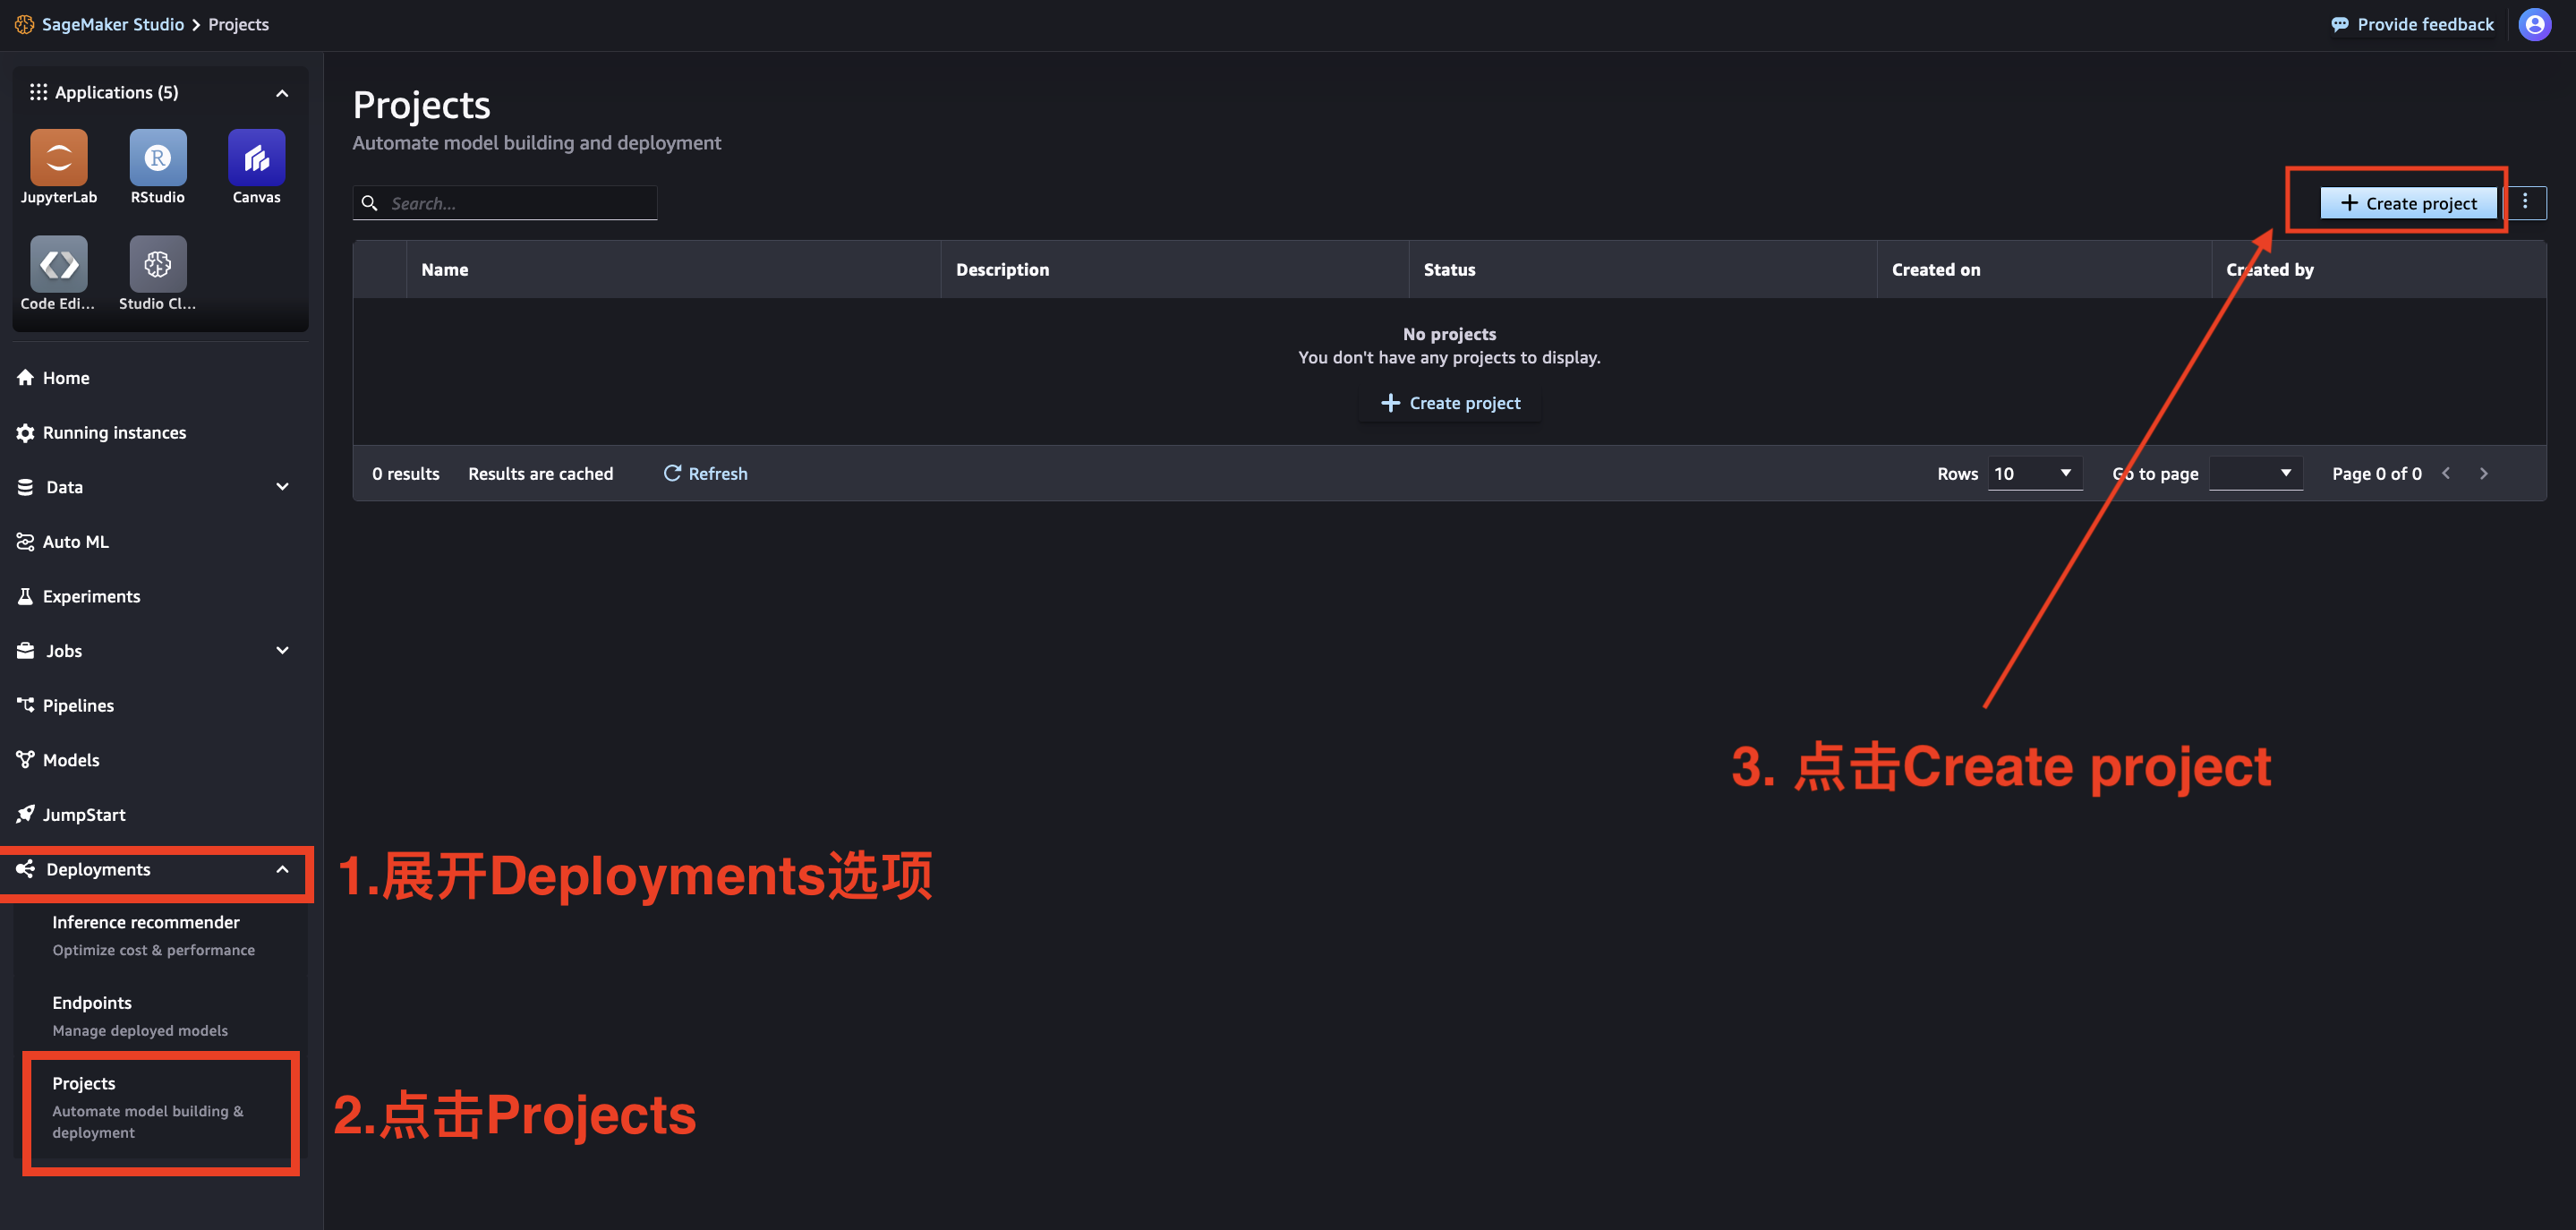 SageMaker Studio > Projects
Provide feedback
Applications (5)
JupyterLab
RStudio
Canvas
Code Edi...
Studio Cl...
Home
Running instances
Data
Auto ML
Experiments
Jobs
Pipelines
Models
JumpStart
Deployments
Inference recommender
Optimize cost & performance
Endpoints
Manage deployed models
Projects
Automate model building &
deployment
Projects
Automate model building and deployment
Search...
+ Create project
Name Description Status Created on Created by
No projects
You don't have any projects to display.
+ Create project
0 results Results are cached Refresh Rows 10 Go to page Page 0 of 0
3. 点击Create project
1.展开Deployments选项
2.点击Projects